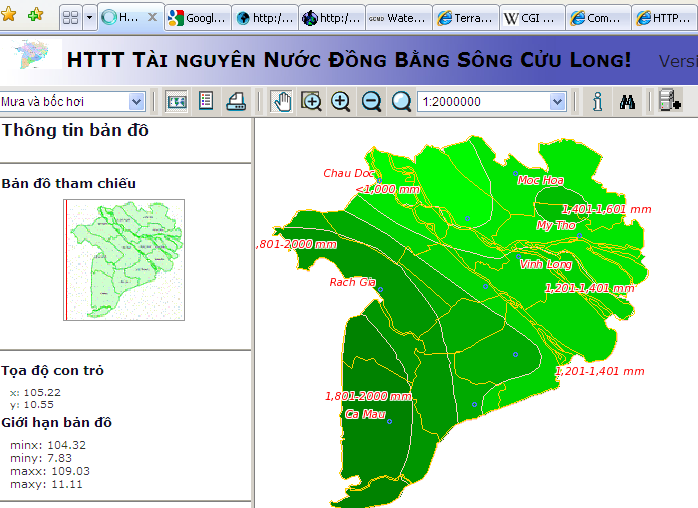 H...
Googl...
http:/...
http:/...
GCMD Wate...
Terra...
W CGI ...
Com...
HTTP...
HTTT TÀI NGUYÊN NƯỚC ĐỒNG BẰNG SÔNG CỬU LONG!
Versi
Mưa và bốc hơi
1:2000000
Thông tin bản đồ
Bản đồ tham chiếu
Tọa độ con trỏ
x: 105.22
y: 10.55
Giới hạn bản đồ
minx: 104.32
miny: 7.83
maxx: 109.03
maxy: 11.11
Chau Doc
<1,000 mm
Moc Hoa
1,401-1,601 mm
My Tho
,801-2000 mm
Vinh Long
Rach Gia
1,201-1,401 mm
1,201-1,401 mm
1,801-2000 mm
Ca Mau